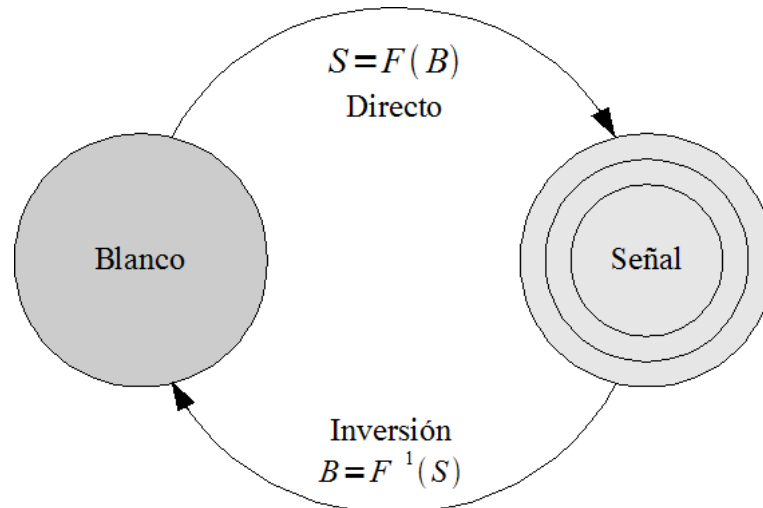 S=F(B)
Directo
Blanco
Señal
Inversión
B=F ¹(S)